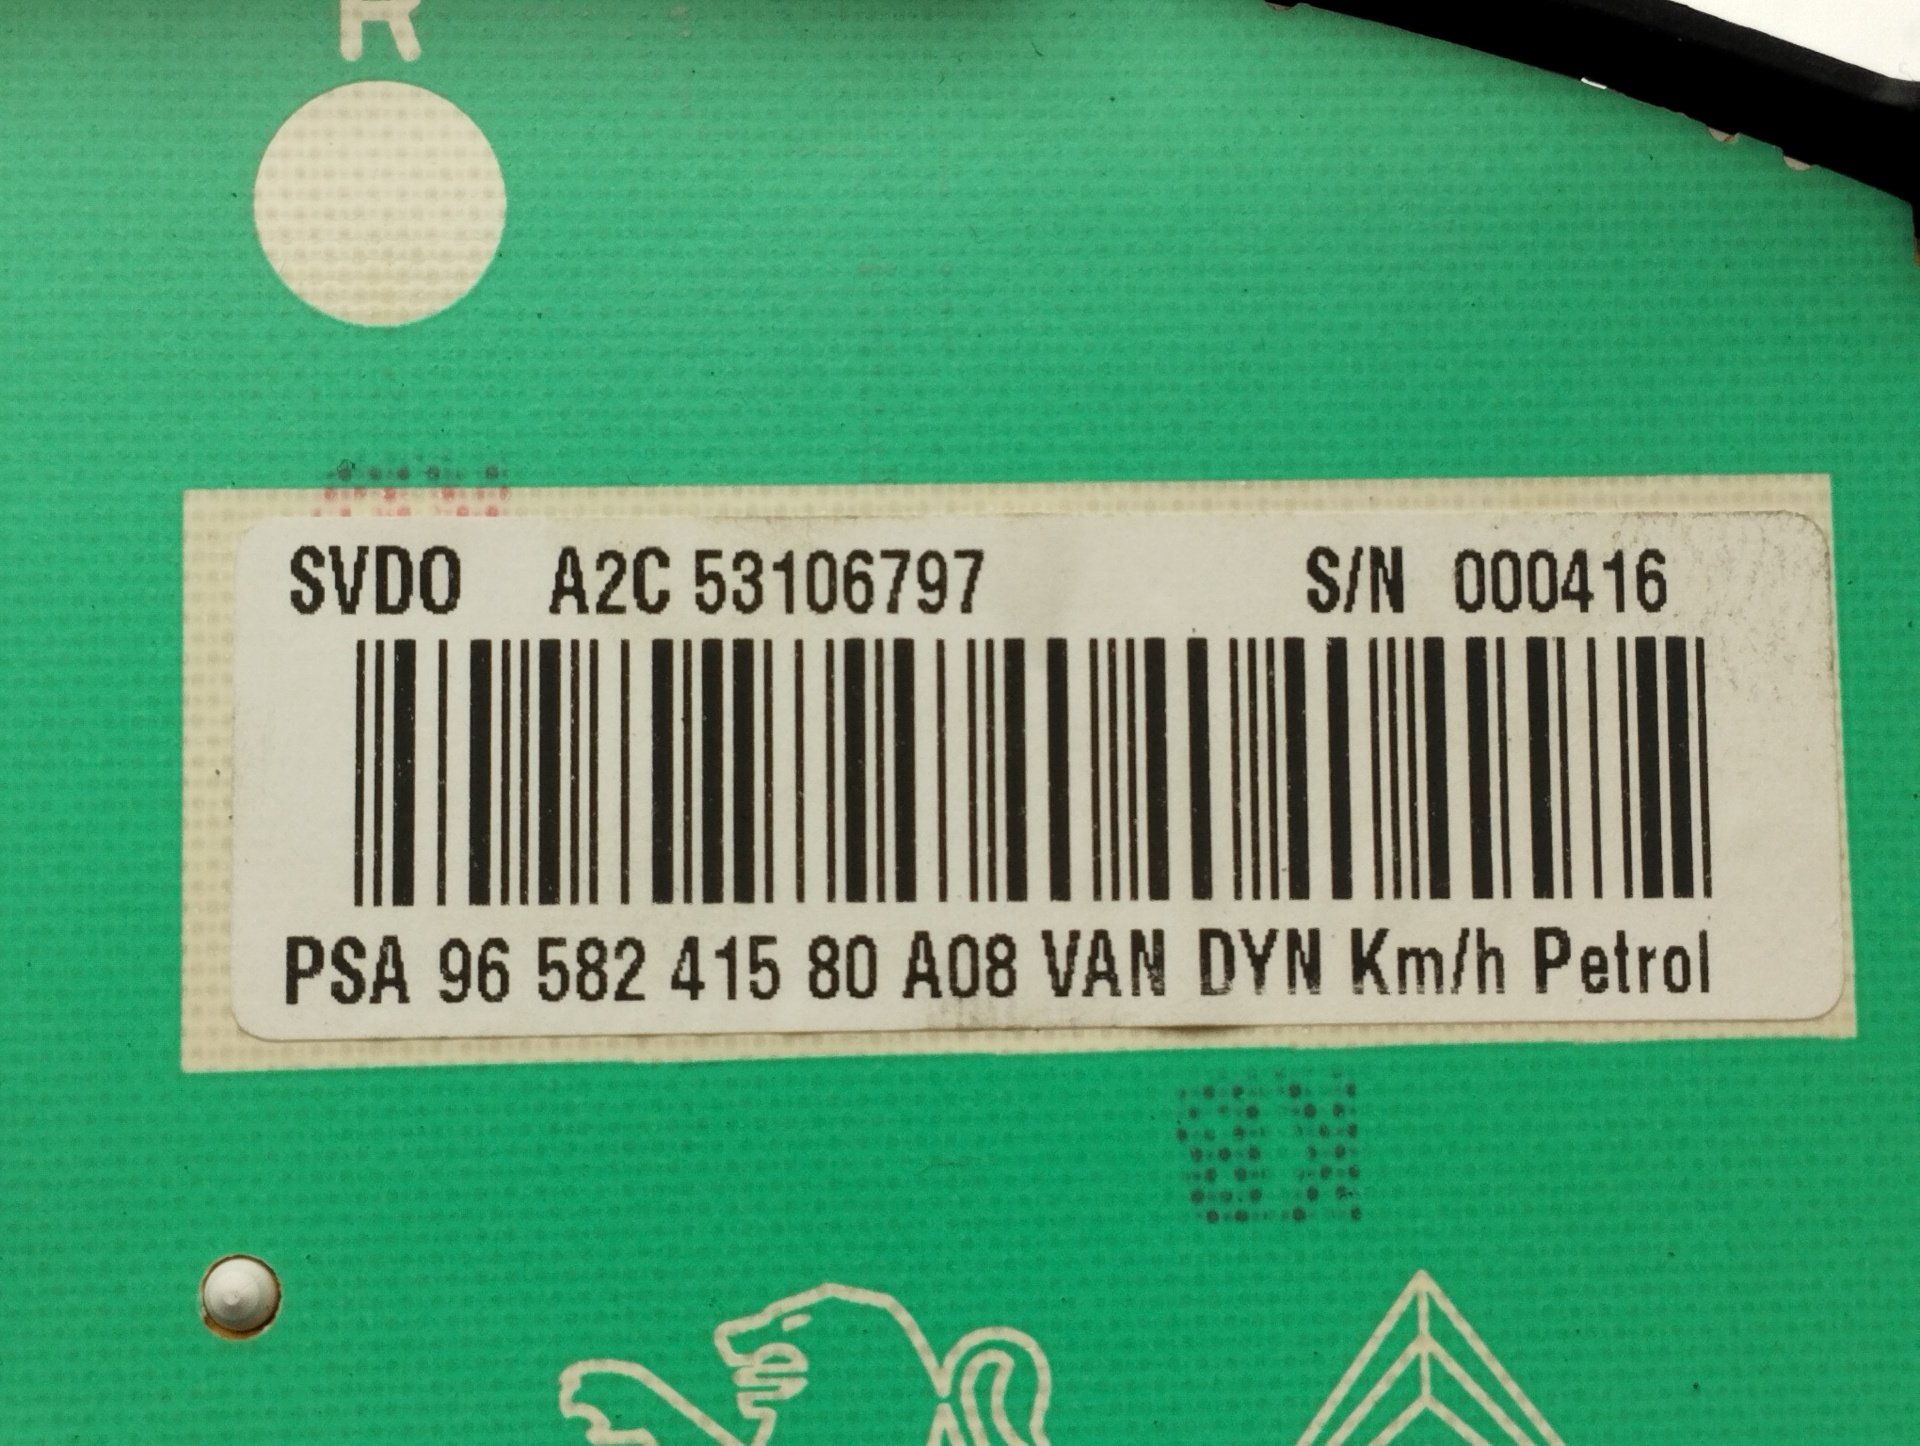 R
SVDO A2C 53106797 S/N 000416
PSA 96 582 415 80 A08 VAN DYN Km/h Petrol